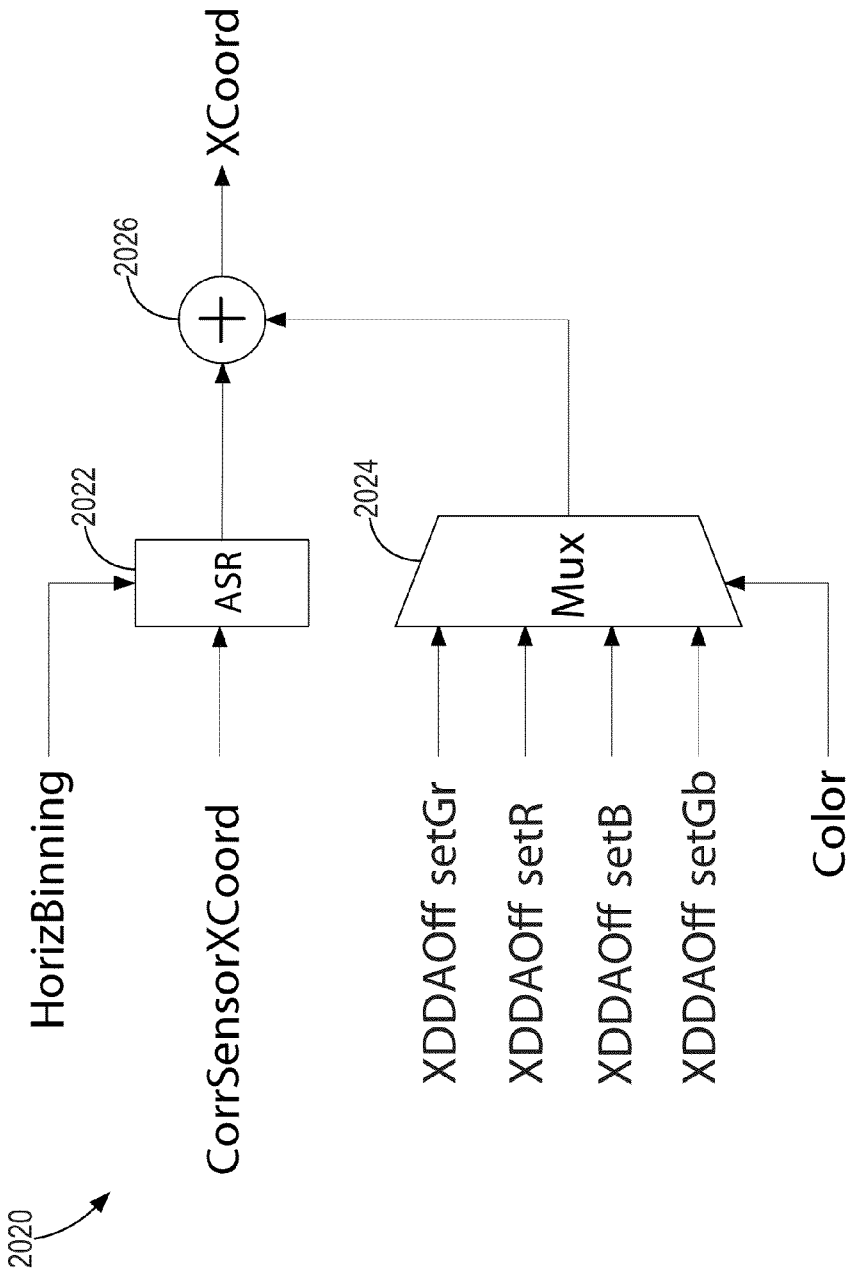 2020
HorizBinning
2022
ASR
CorrSensorXCoord
2026
XCoord
XDDAOff setGr
XDDAOff setR
XDDAOff setB
XDDAOff setGb
2024
Mux
Color